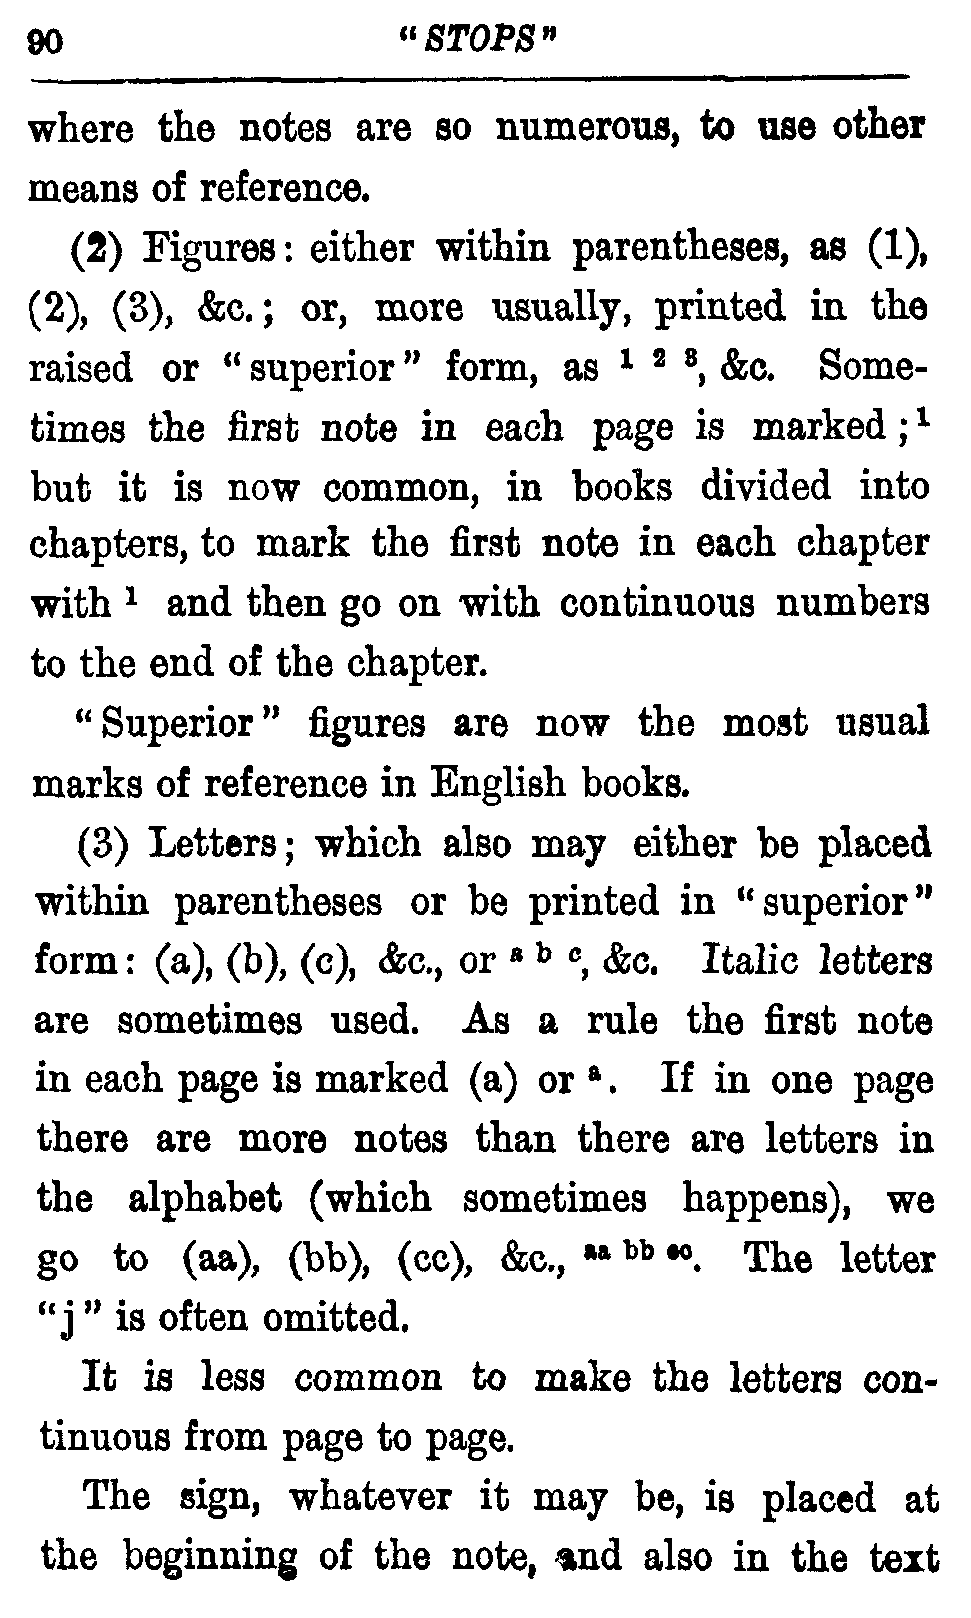 90 "STOPS"
where the notes are so numerous, to use other
means of reference.
(2) Figures: either within parentheses, as (1),
(2), (3), &c.; or, more usually, printed in the
raised or "superior" form, as ¹ ² ³, &c. Some-
times the first note in each page is marked;¹
but it is now common, in books divided into
chapters, to mark the first note in each chapter
with ¹ and then go on with continuous numbers
to the end of the chapter.
"Superior" figures are now the most usual
marks of reference in English books.
(3) Letters; which also may either be placed
within parentheses or be printed in "superior"
form: (a), (b), (c), &c., or ᵃ ᵇ ᶜ, &c. Italic letters
are sometimes used. As a rule the first note
in each page is marked (a) or ᵃ. If in one page
there are more notes than there are letters in
the alphabet (which sometimes happens), we
go to (aa), (bb), (cc), &c., ᵃᵃ ᵇᵇ ᶜᶜ. The letter
"j" is often omitted.
It is less common to make the letters con-
tinuous from page to page.
The sign, whatever it may be, is placed at
the beginning of the note, and also in the text